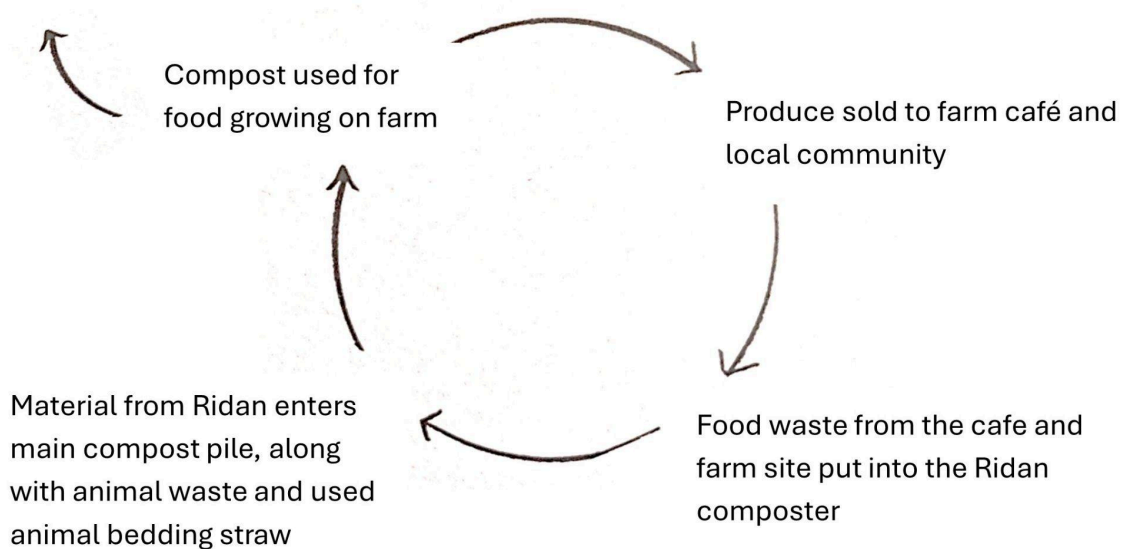 Compost used for
food growing on farm
Produce sold to farm café and
local community
Food waste from the cafe and
farm site put into the Ridan
composter
Material from Ridan enters
main compost pile, along
with animal waste and used
animal bedding straw